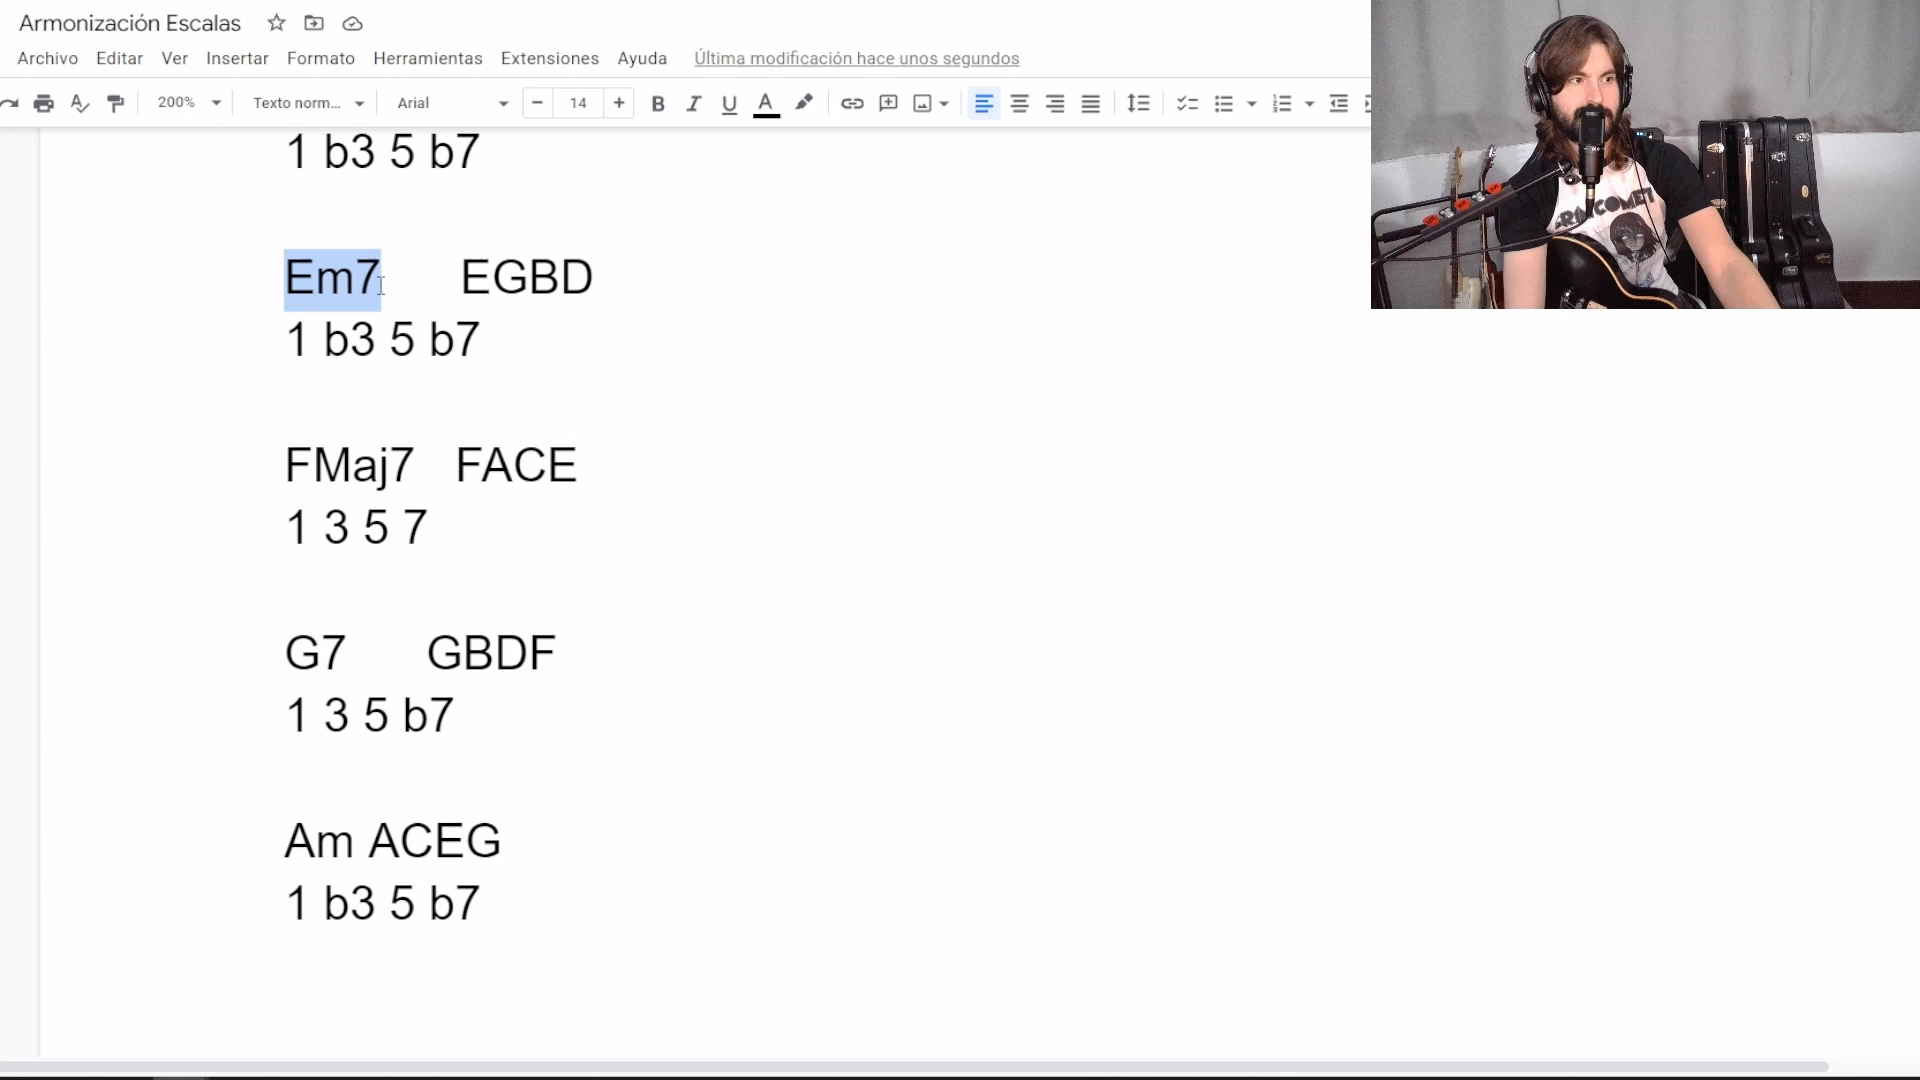 Armonización Escalas
Archivo Editar Ver Insertar Formato Herramientas Extensiones Ayuda Última modificación hace unos segundos
200% Texto norm... Arial − 14 + B I U A
1 b3 5 b7
Em7 EGBD
1 b3 5 b7
FMaj7 FACE
1 3 5 7
G7 GBDF
1 3 5 b7
Am ACEG
1 b3 5 b7